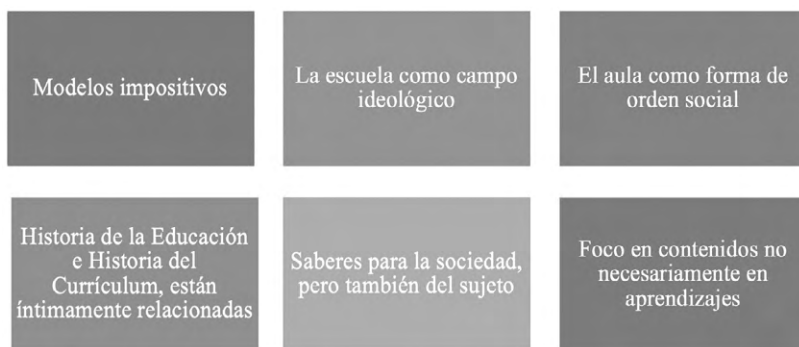 Modelos impositivos
La escuela como campo
ideológico
El aula como forma de
orden social
Historia de la Educación
e Historia del
Currículum, están
íntimamente relacionadas
Saberes para la sociedad,
pero también del sujeto
Foco en contenidos no
necesariamente en
aprendizajes